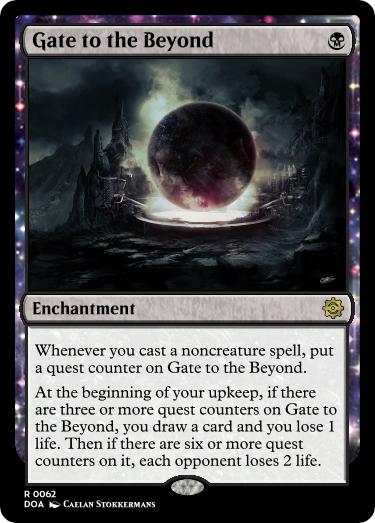 Gate to the Beyond
Enchantment
Whenever you cast a noncreature spell, put
a quest counter on Gate to the Beyond.
At the beginning of your upkeep, if there
are three or more quest counters on Gate to
the Beyond, you draw a card and you lose 1
life. Then if there are six or more quest
counters on it, each opponent loses 2 life.
R 0062
DOA Caelan Stokkermans